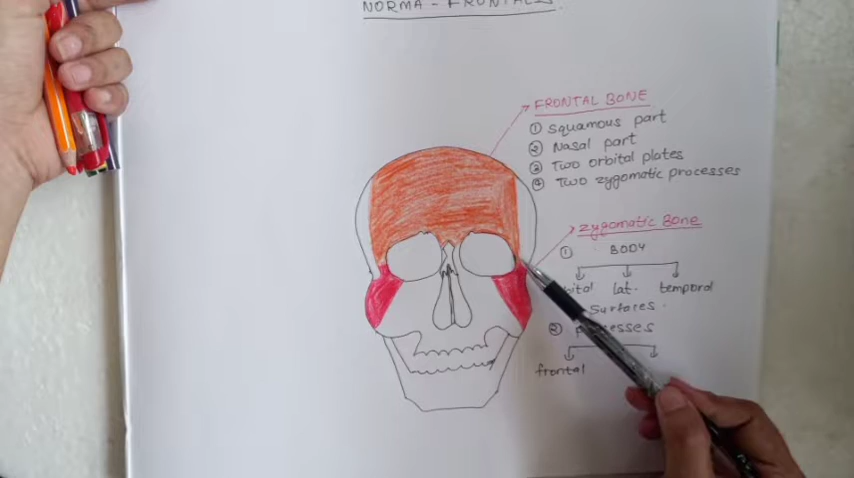 NORMA - FRONTALIS
FRONTAL BONE
① squamous part
② Nasal part
③ Two orbital plates
④ Two zygomatic processes
Zygomatic Bone
① BODY
lat. temporal
Surfaces.
②
frontal